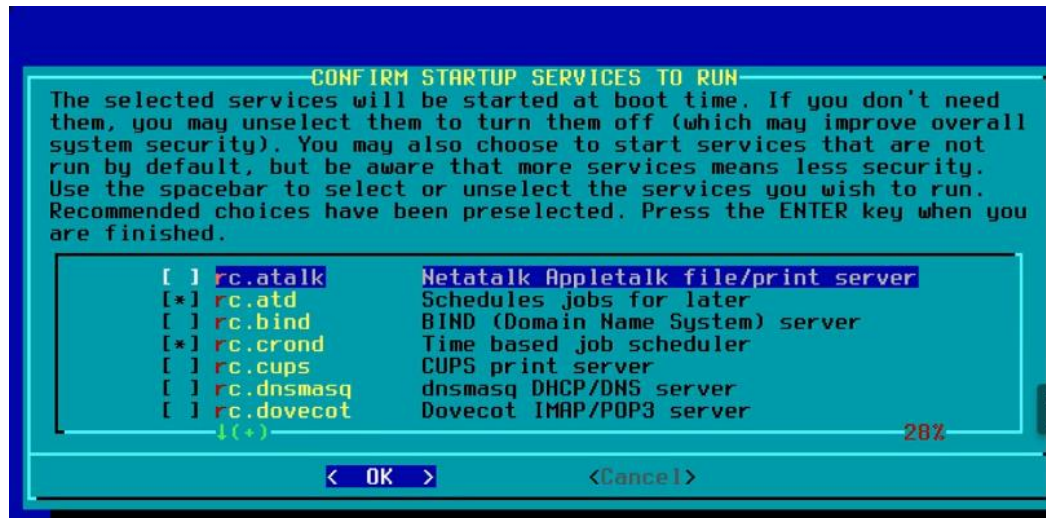 CONFIRM STARTUP SERVICES TO RUN
The selected services will be started at boot time. If you don't need
them, you may unselect them to turn them off (which may improve overall
system security). You may also choose to start services that are not
run by default, but be aware that more services means less security.
Use the spacebar to select or unselect the services you wish to run.
Recommended choices have been preselected. Press the ENTER key when you
are finished.
[ ] rc.atalk Netatalk Appletalk file/print server
[*] rc.atd Schedules jobs for later
[ ] rc.bind BIND (Domain Name System) server
[*] rc.crond Time based job scheduler
[ ] rc.cups CUPS print server
[ ] rc.dnsmasq dnsmasq DHCP/DNS server
[ ] rc.dovecot Dovecot IMAP/POP3 server
↓(+) 28%
< OK > <Cancel>